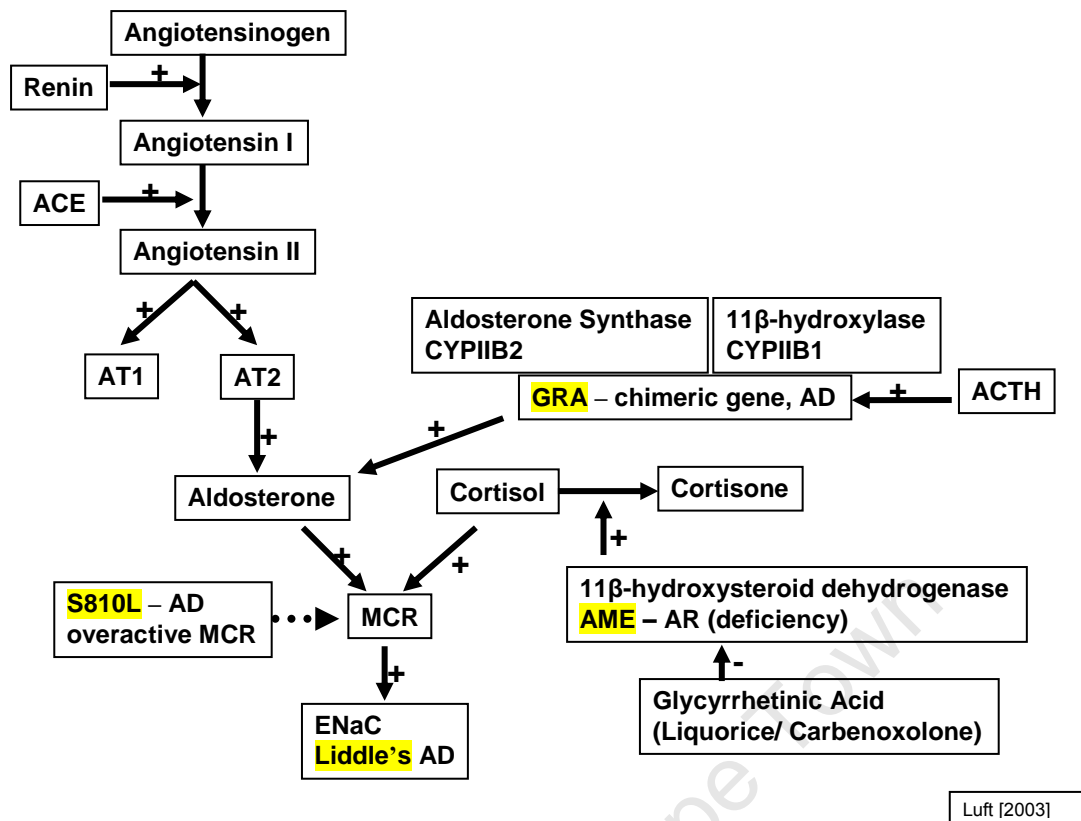 Angiotensinogen
+
Renin
Angiotensin I
+
ACE
Angiotensin II
+ +
AT1
AT2
Aldosterone Synthase
CYPIIB2
11β-hydroxylase
CYPIIB1
GRA – chimeric gene, AD
+
ACTH
+
+
Aldosterone
Cortisol
Cortisone
+
+
+
S810L – AD
overactive MCR
MCR
11β-hydroxysteroid dehydrogenase
AME – AR (deficiency)
+
-
Glycyrrhetinic Acid
(Liquorice/ Carbenoxolone)
ENaC
Liddle's AD
Town
Luft [2003]